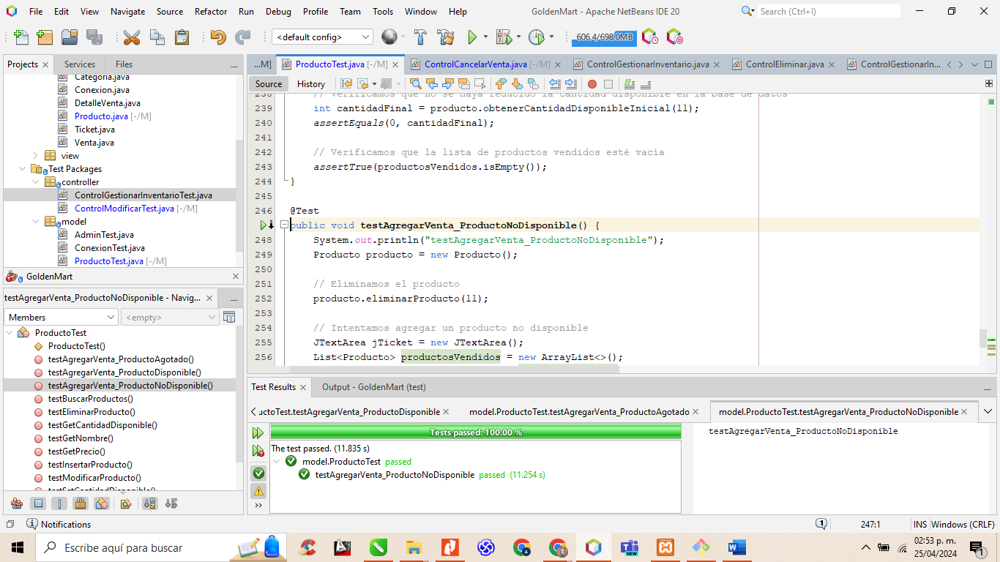 File Edit View Navigate Source Refactor Run Debug Profile Team Tools Window Help GoldenMart - Apache NetBeans IDE 20 Search (Ctrl+I)
<default config> 606.4/698.0MB
Projects Services Files
Categoria.java
Conexion.java
DetalleVenta.java
Producto.java [-/M]
Ticket.java
Venta.java
view
Test Packages
controller
ControlGestionarInventarioTest.java
ControlModificarTest.java [-/M]
model
AdminTest.java
ConexionTest.java
ProductoTest.java [-/M]
GoldenMart
testAgregarVenta_ProductoNoDisponible - Navig...
Members <empty>
ProductoTest
ProductoTest()
testAgregarVenta_ProductoAgotado()
testAgregarVenta_ProductoDisponible()
testAgregarVenta_ProductoNoDisponible()
testBuscarProductos()
testEliminarProducto()
testGetCantidadDisponible()
testGetNombre()
testGetPrecio()
testInsertarProducto()
testModificarProducto()
testSetCantidadDisponible()
...M] ProductoTest.java [-/M] ControlCancelarVenta.java [-/M] ControlGestionarInventario.java ControlEliminar.java ControlGestionarIn...
Source History
238 // Verificamos que no se haya reducido la cantidad disponible en la base de datos
239 int cantidadFinal = producto.obtenerCantidadDisponibleInicial(11);
240 assertEquals(0, cantidadFinal);
241
242 // Verificamos que la lista de productos vendidos esté vacía
243 assertTrue(productosVendidos.isEmpty());
244 }
245
246 @Test
public void testAgregarVenta_ProductoNoDisponible() {
248 System.out.println("testAgregarVenta_ProductoNoDisponible");
249 Producto producto = new Producto();
250
251 // Eliminamos el producto
252 producto.eliminarProducto(11);
253
254 // Intentamos agregar un producto no disponible
255 JTextArea jTicket = new JTextArea();
256 List<Producto> productosVendidos = new ArrayList<>();
Test Results Output - GoldenMart (test)
uctoTest.testAgregarVenta_ProductoDisponible model.ProductoTest.testAgregarVenta_ProductoAgotado model.ProductoTest.testAgregarVenta_ProductoNoDisponible
Tests passed: 100.00 %
The test passed. (11.835 s)
model.ProductoTest passed
testAgregarVenta_ProductoNoDisponible passed (11.254 s)
testAgregarVenta_ProductoNoDisponible
Notifications 1 247:1 INS Windows (CRLF)
Escribe aquí para buscar NEW 02:53 p. m.
25/04/2024 1